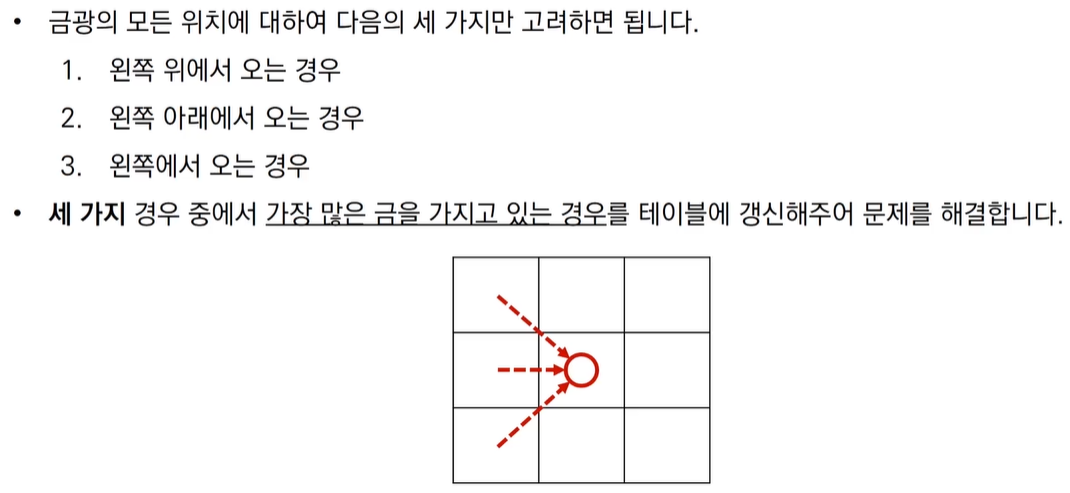 • 금광의 모든 위치에 대하여 다음의 세 가지만 고려하면 됩니다.
1. 왼쪽 위에서 오는 경우
2. 왼쪽 아래에서 오는 경우
3. 왼쪽에서 오는 경우
• 세 가지 경우 중에서 가장 많은 금을 가지고 있는 경우를 테이블에 갱신해주어 문제를 해결합니다.